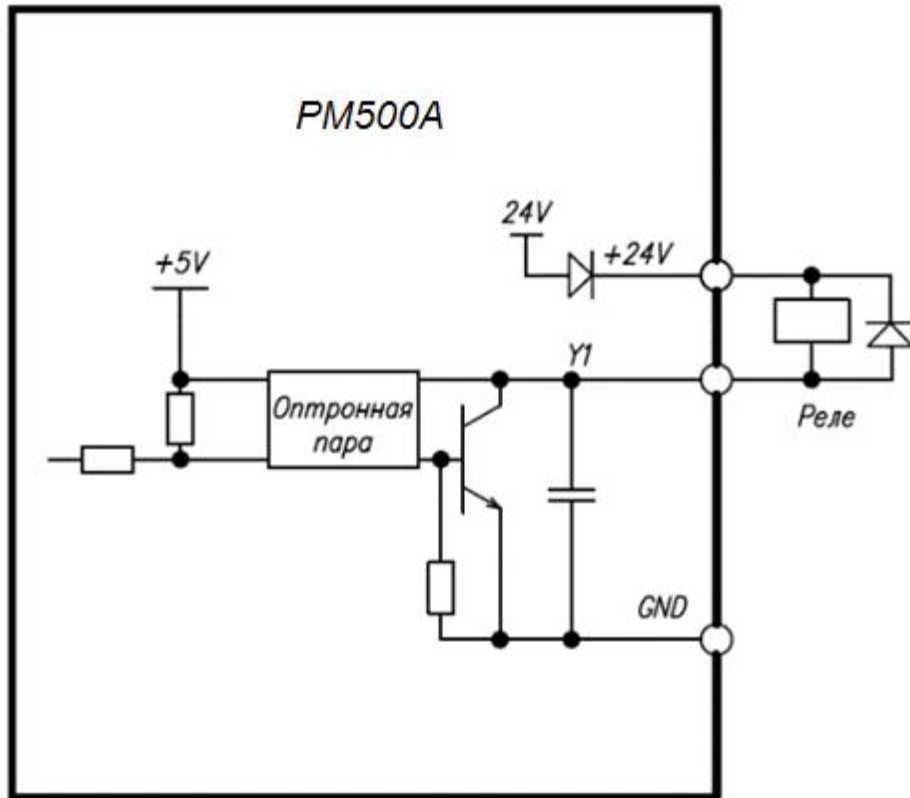 PM500A
24V
+24V
+5V
Y1
Оптронная
пара
Реле
GND